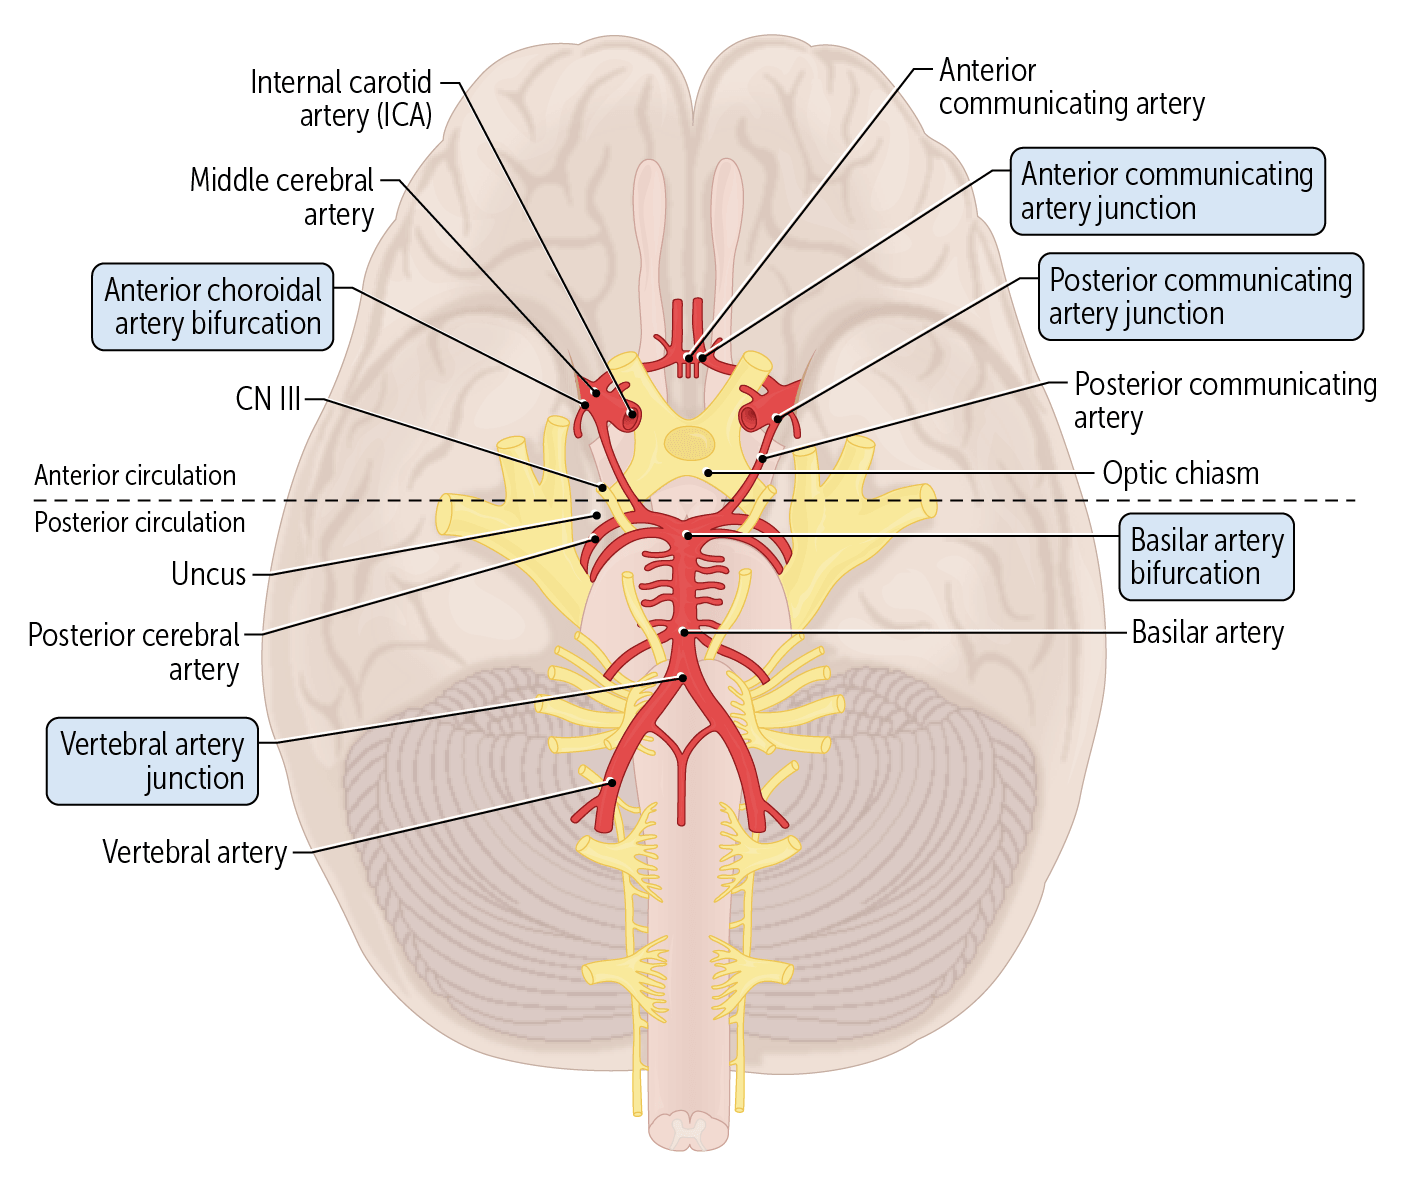 Internal carotid
artery (ICA)
Middle cerebral
artery
Anterior choroidal
artery bifurcation
CN III
Anterior circulation
Posterior circulation
Uncus
Posterior cerebral
artery
Vertebral artery
junction
Vertebral artery
Anterior
communicating artery
Anterior communicating
artery junction
Posterior communicating
artery junction
Posterior communicating
artery
Optic chiasm
Basilar artery
bifurcation
Basilar artery